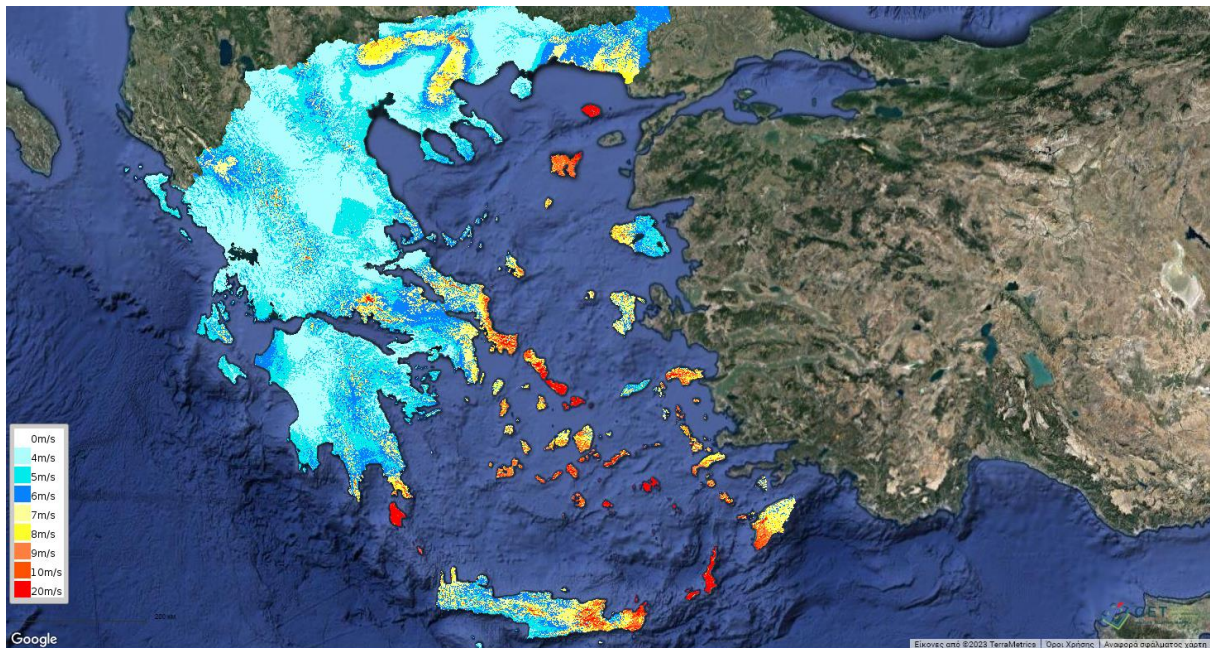 0m/s
4m/s
5m/s
6m/s
7m/s
8m/s
9m/s
10m/s
20m/s
Google
CET
Εικόνες από ©2023 TerraMetrics
Όροι Χρήσης
Αναφορά σφάλματος χάρτη